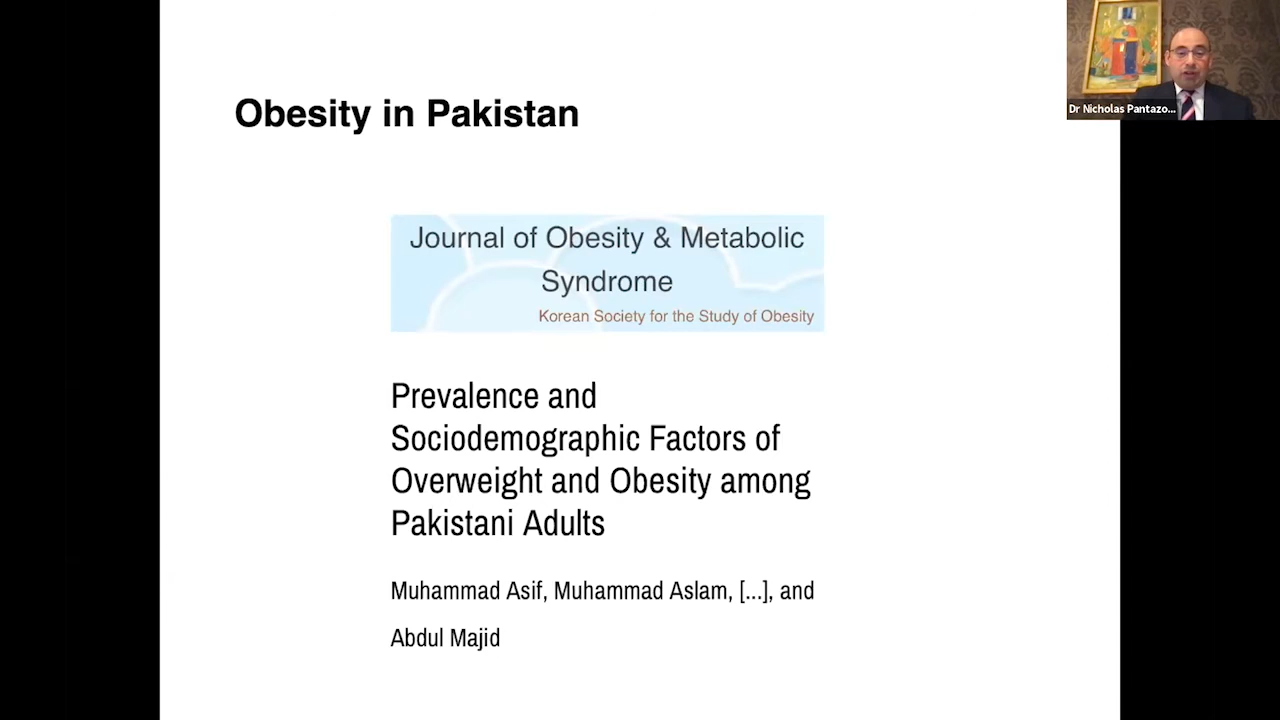 Obesity in Pakistan
Dr Nicholas Pantazo...
Journal of Obesity & Metabolic
Syndrome
Korean Society for the Study of Obesity
Prevalence and
Sociodemographic Factors of
Overweight and Obesity among
Pakistani Adults
Muhammad Asif, Muhammad Aslam, [...], and
Abdul Majid